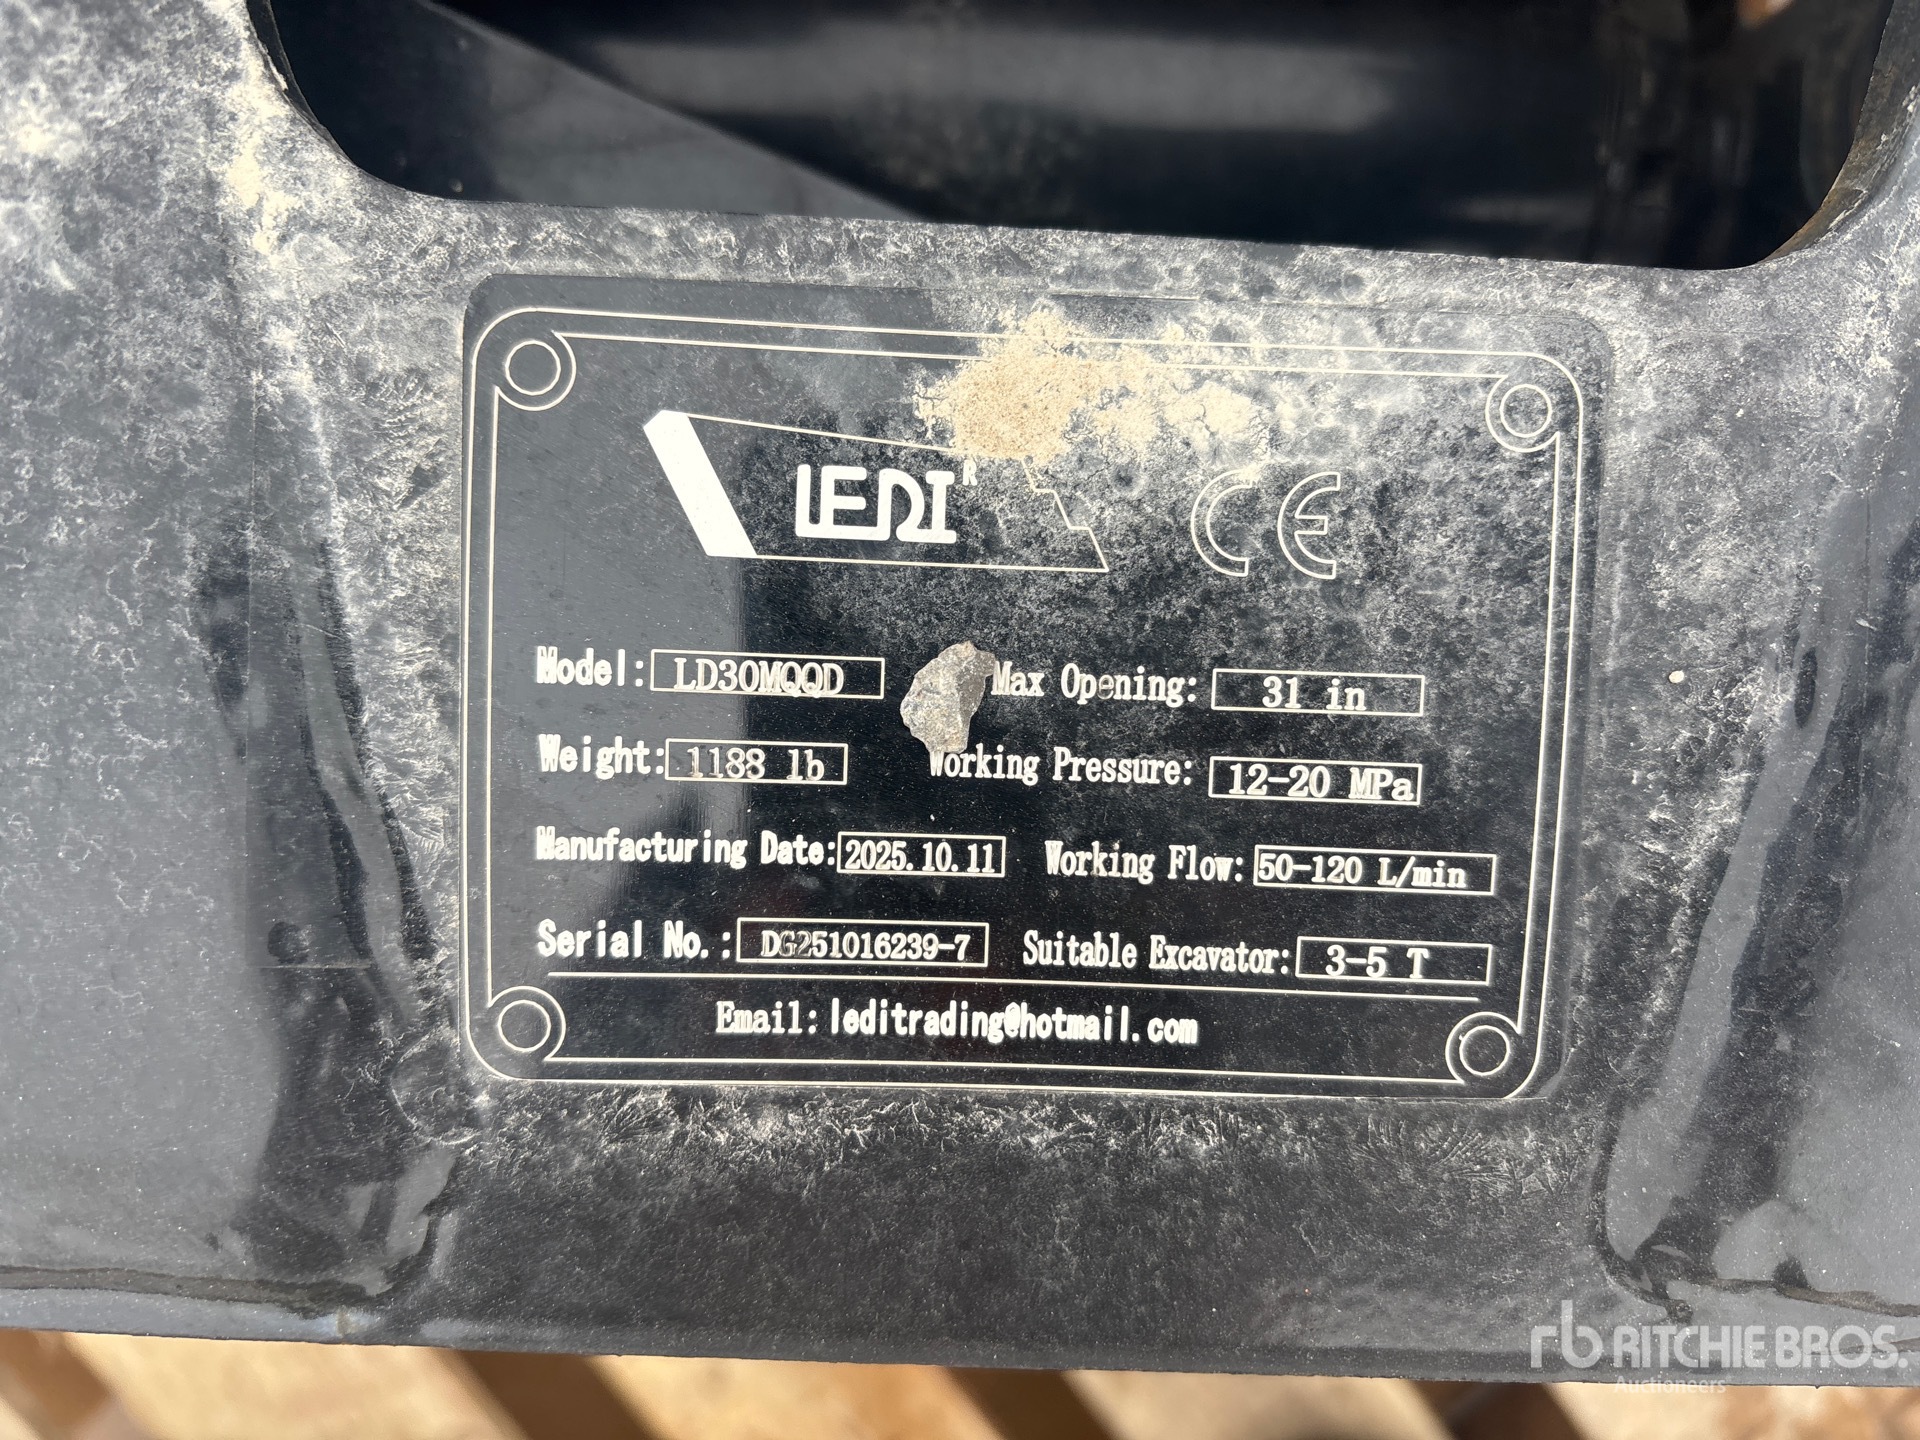 LEDI R
CE
Model: LD30MQQD
Max Opening: 31 in
Weight: 1188 lb
Working Pressure: 12-20 MPa
Manufacturing Date: 2025.10.11
Working Flow: 50-120 L/min
Serial No.: DG251016239-7
Suitable Excavator: 3-5 T
Email: leditrading@hotmail.com
rb RITCHIE BROS.
Auctioneers